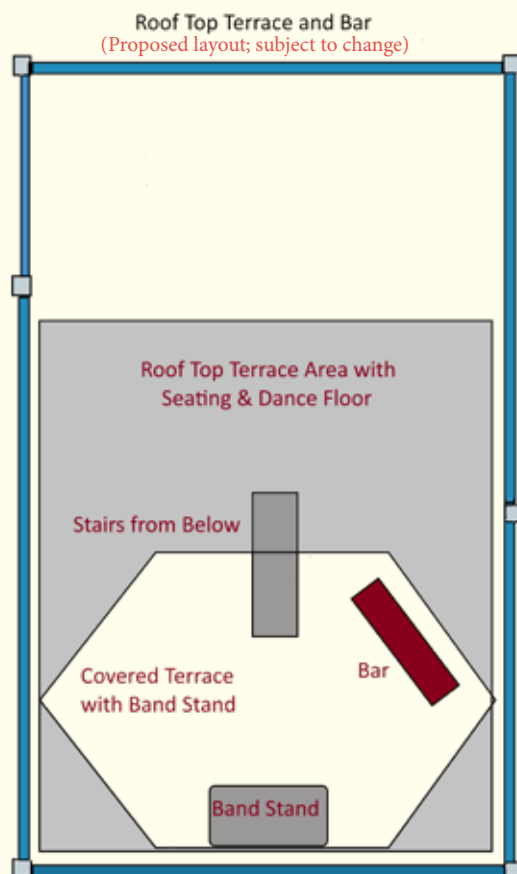 Roof Top Terrace and Bar
(Proposed layout; subject to change)
Roof Top Terrace Area with
Seating & Dance Floor
Stairs from Below
Covered Terrace
with Band Stand
Bar
Band Stand